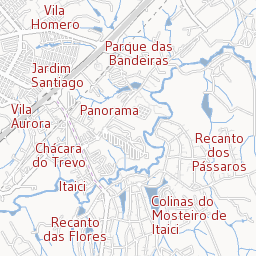 Vila
Homero
Parque das
Bandeiras
Jardim
Santiago
Vila
Aurora
Panorama
Recanto
dos
Pássaros
Chácara
do Trevo
Itaici
Colinas do
Mosteiro de
Itaici
Recanto
das Flores